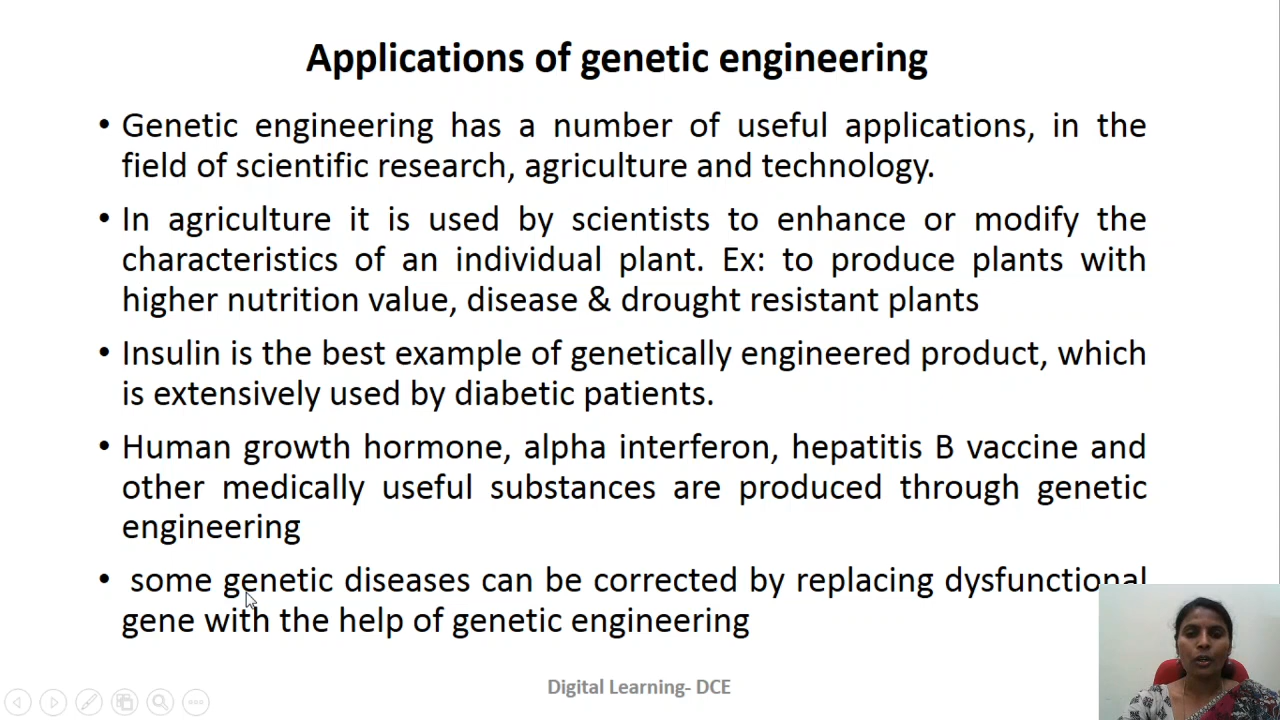 Applications of genetic engineering
• Genetic engineering has a number of useful applications, in the
field of scientific research, agriculture and technology.
• In agriculture it is used by scientists to enhance or modify the
characteristics of an individual plant. Ex: to produce plants with
higher nutrition value, disease & drought resistant plants
• Insulin is the best example of genetically engineered product, which
is extensively used by diabetic patients.
• Human growth hormone, alpha interferon, hepatitis B vaccine and
other medically useful substances are produced through genetic
engineering
• some genetic diseases can be corrected by replacing dysfunctional
gene with the help of genetic engineering
Digital Learning- DCE